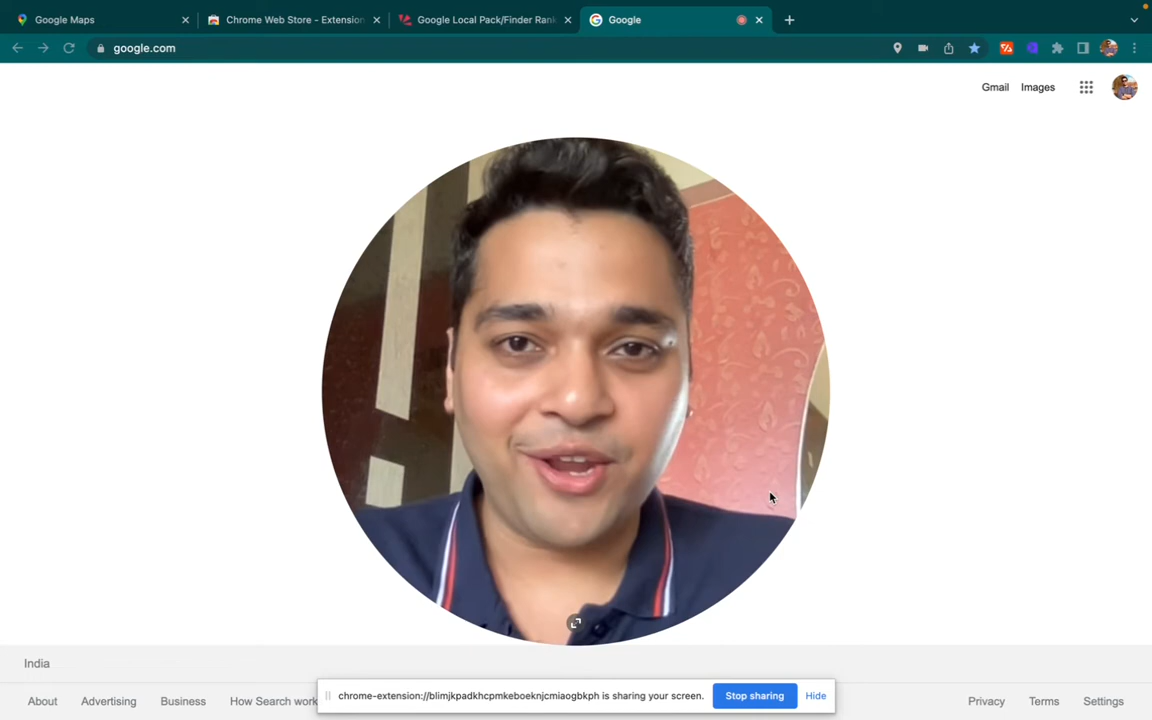 Google Maps
Chrome Web Store - Extension
Google Local Pack/Finder Rank
Google
google.com
Gmail
Images
India
About
Advertising
Business
How Search work
Privacy
Terms
Settings
chrome-extension://blimjkpadkhcpmkeboeknjcmiaogbkph is sharing your screen.
Stop sharing
Hide